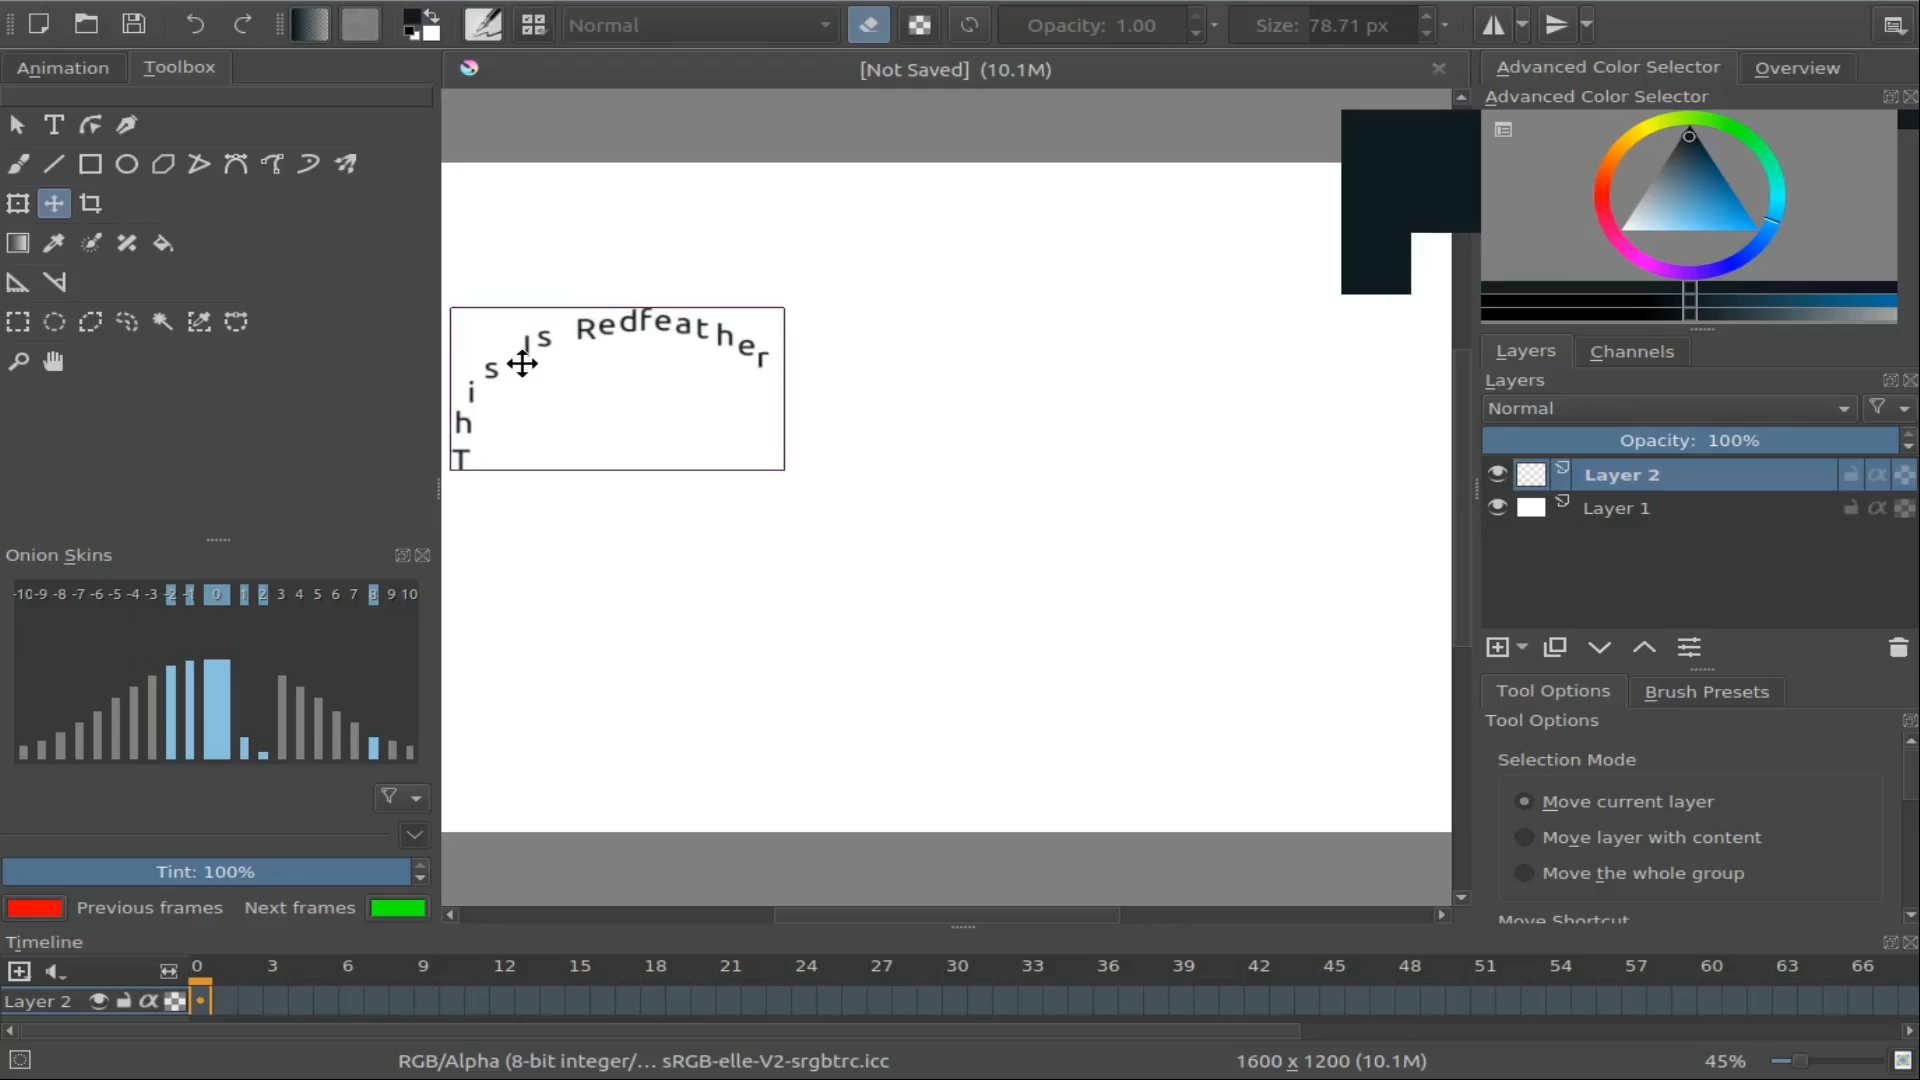 Normal
Opacity: 1.00
Size: 78.71 px
Animation
Toolbox
[Not Saved] (10.1M)
Advanced Color Selector
Overview
Advanced Color Selector
This is Redfeather
Layers
Channels
Layers
Normal
Opacity: 100%
Layer 2
Layer 1
Onion Skins
-10 -9 -8 -7 -6 -5 -4 -3 -2 -1 0 1 2 3 4 5 6 7 8 9 10
Tool Options
Brush Presets
Tool Options
Selection Mode
Move current layer
Move layer with content
Move the whole group
Move Shortcut
Tint: 100%
Previous frames
Next frames
Timeline
0 3 6 9 12 15 18 21 24 27 30 33 36 39 42 45 48 51 54 57 60 63 66
Layer 2
RGB/Alpha (8-bit integer/... sRGB-elle-V2-srgbtrc.icc
1600 x 1200 (10.1M)
45%